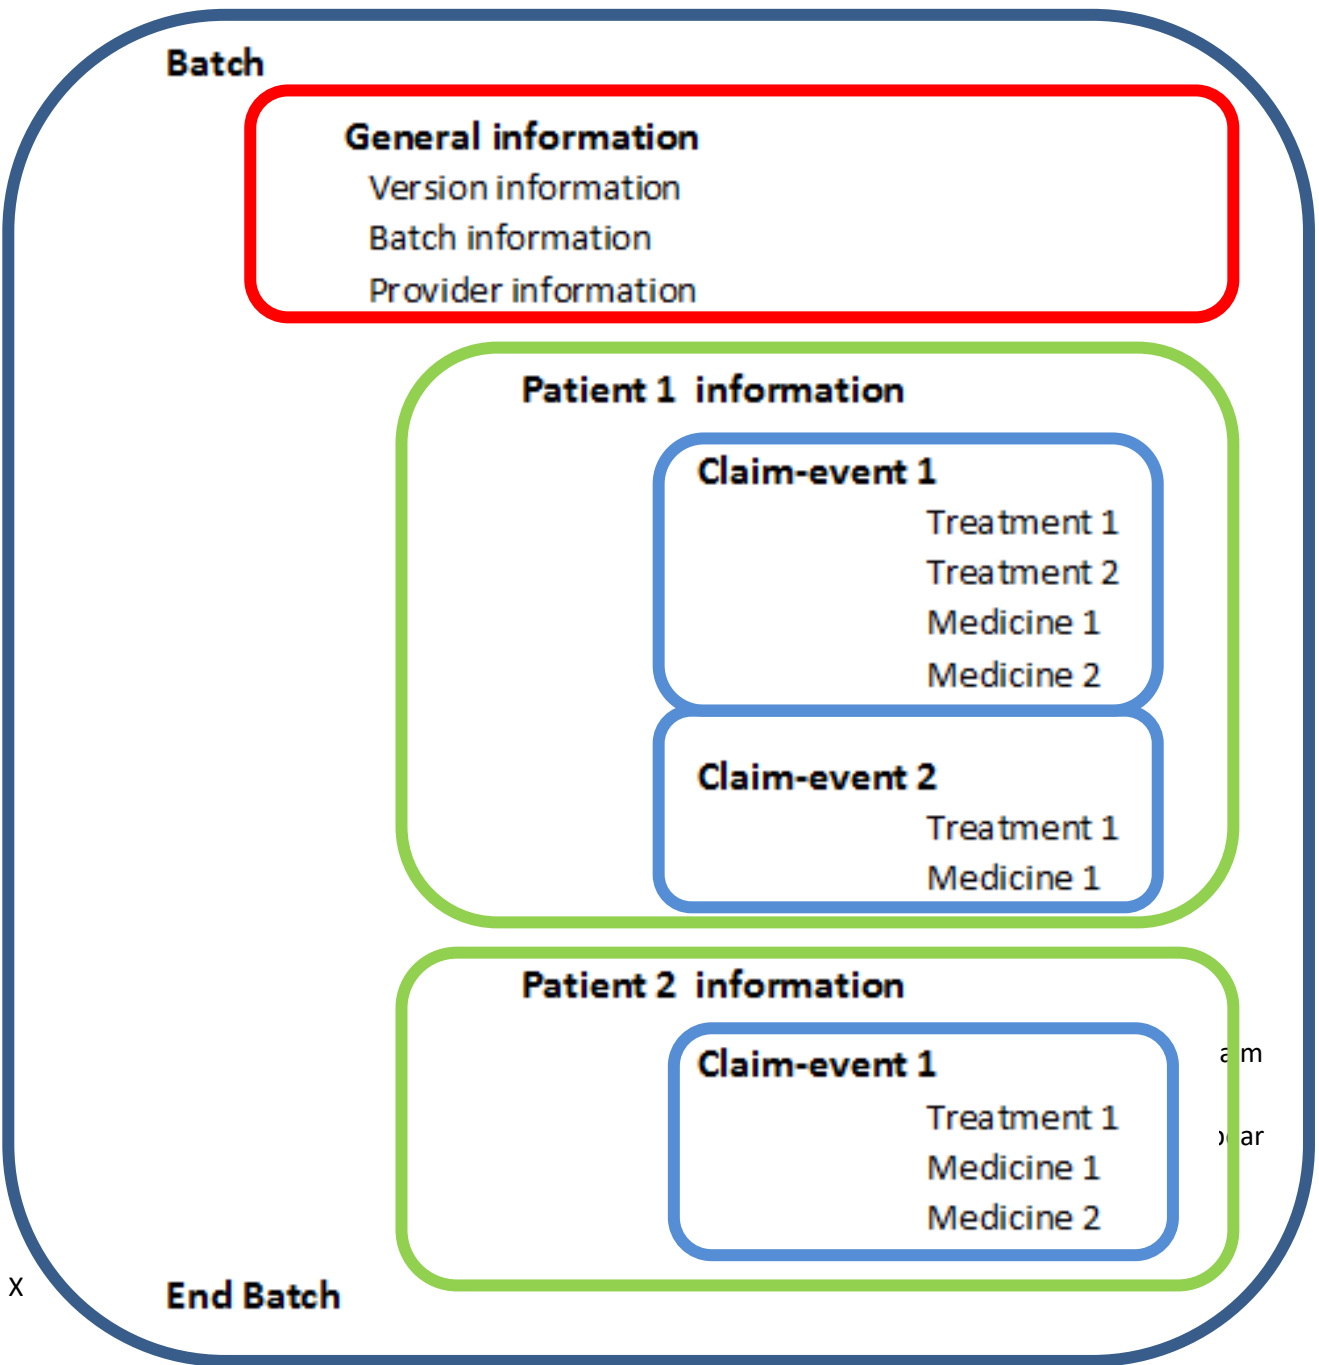 Batch
General information
Version information
Batch information
Provider information
Patient 1 information
Claim-event 1
Treatment 1
Treatment 2
Medicine 1
Medicine 2
Claim-event 2
Treatment 1
Medicine 1
Patient 2 information
Claim-event 1
Treatment 1
Medicine 1
Medicine 2
X
End Batch